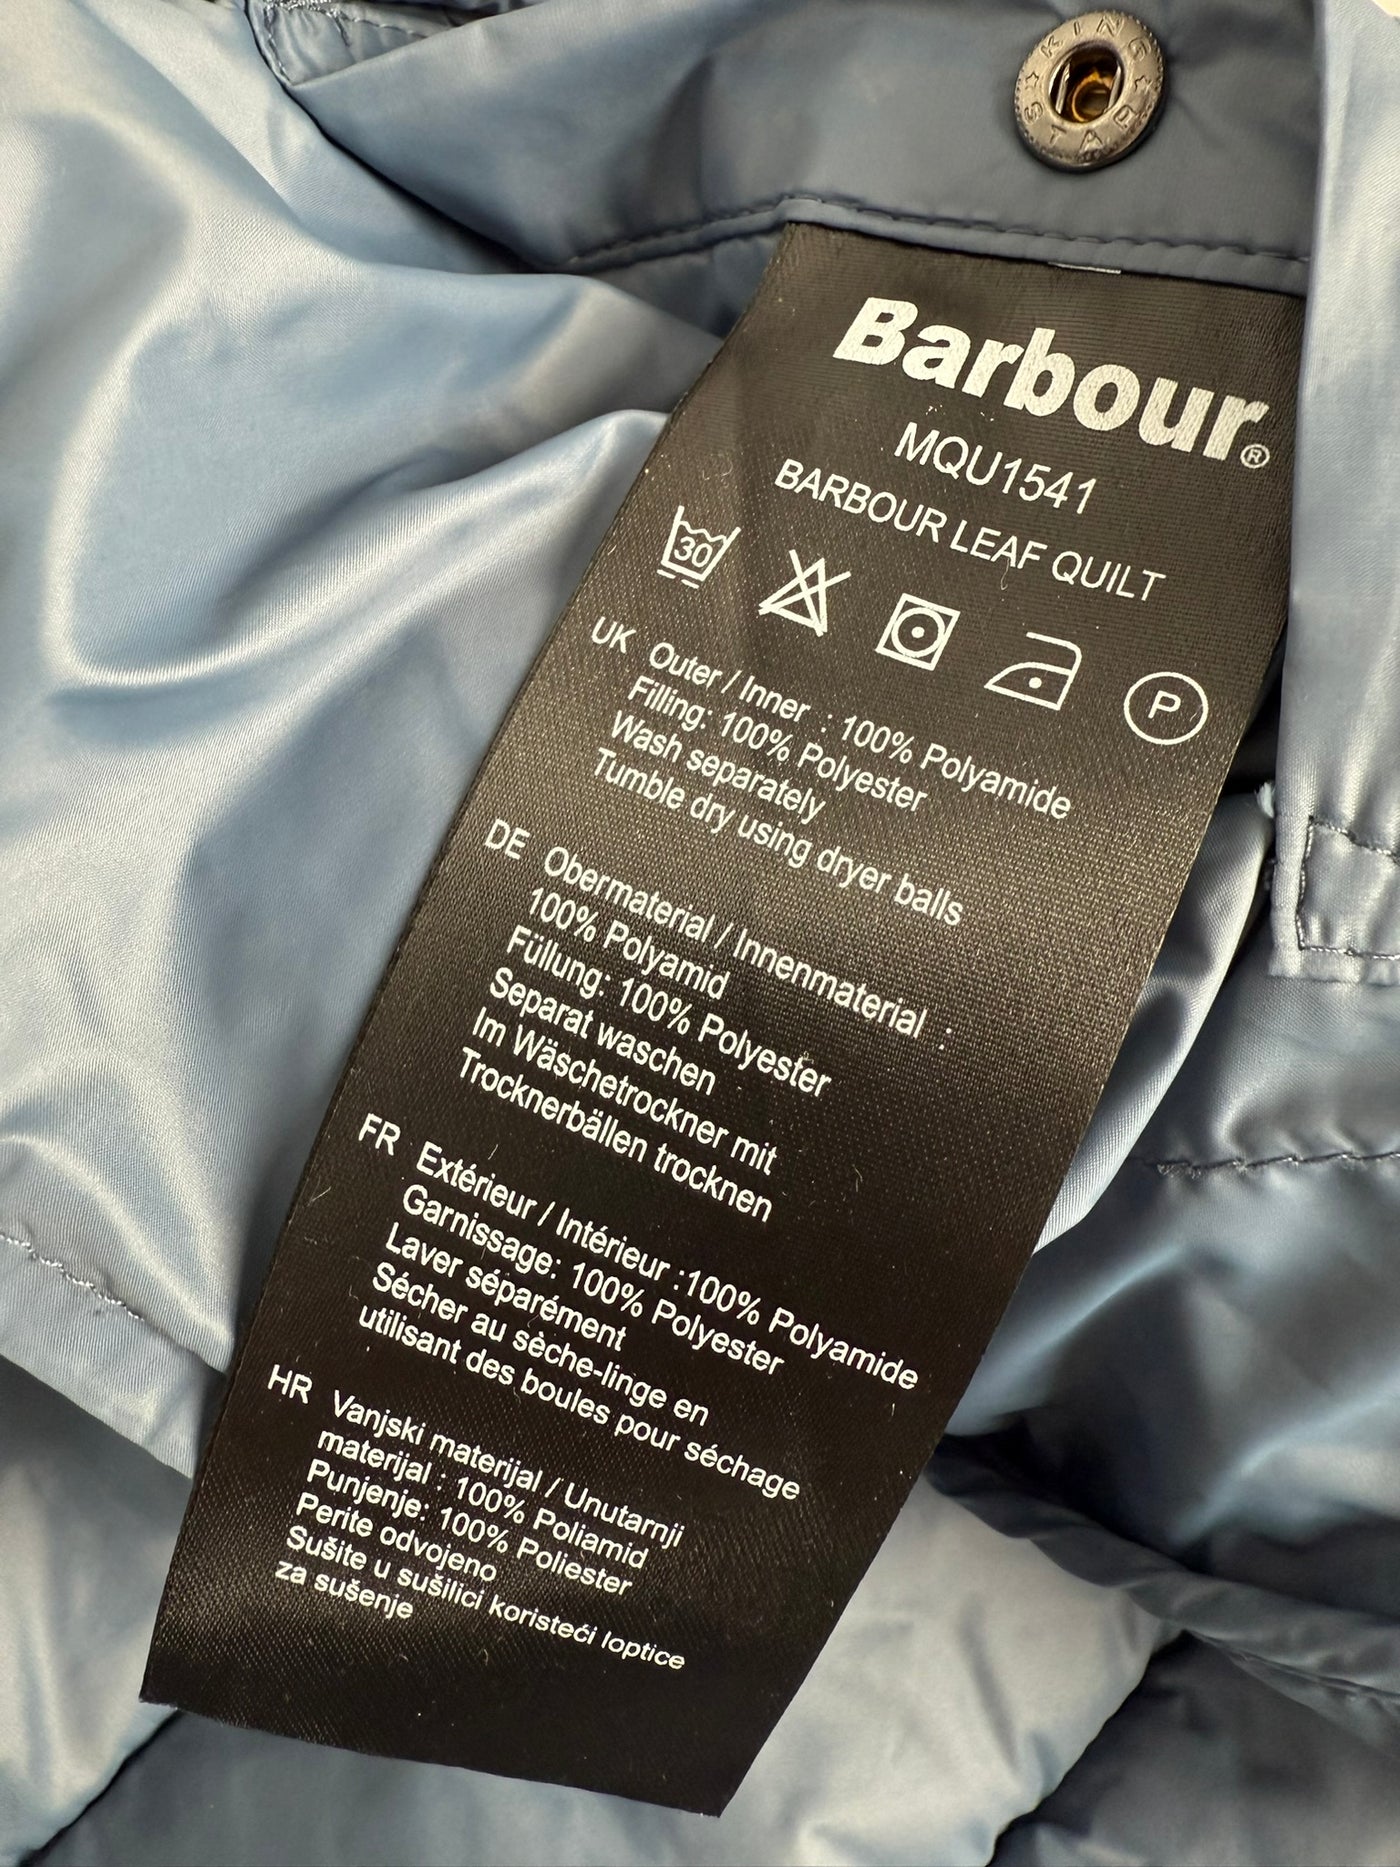 KING
STAR
Barbour®
MQU1541
BARBOUR LEAF QUILT
30
P
UK Outer / Inner : 100% Polyamide
Filling: 100% Polyester
Wash separately
Tumble dry using dryer balls
DE Obermaterial / Innenmaterial :
100% Polyamid
Füllung: 100% Polyester
Separat waschen
Im Wäschetrockner mit
Trocknerbällen trocknen
FR Extérieur / Intérieur :100% Polyamide
Garnissage: 100% Polyester
Laver séparément
Sécher au sèche-linge en
utilisant des boules pour séchage
HR Vanjski materijal / Unutarnji
materijal : 100% Poliamid
Punjenje: 100% Poliester
Perite odvojeno
Sušite u sušilici koristeći loptice
za sušenje